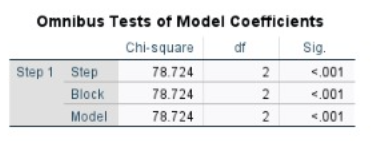 Omnibus Tests of Model Coefficients
Chi-square df Sig.
Step 1 Step 78.724 2 <.001
Block 78.724 2 <.001
Model 78.724 2 <.001